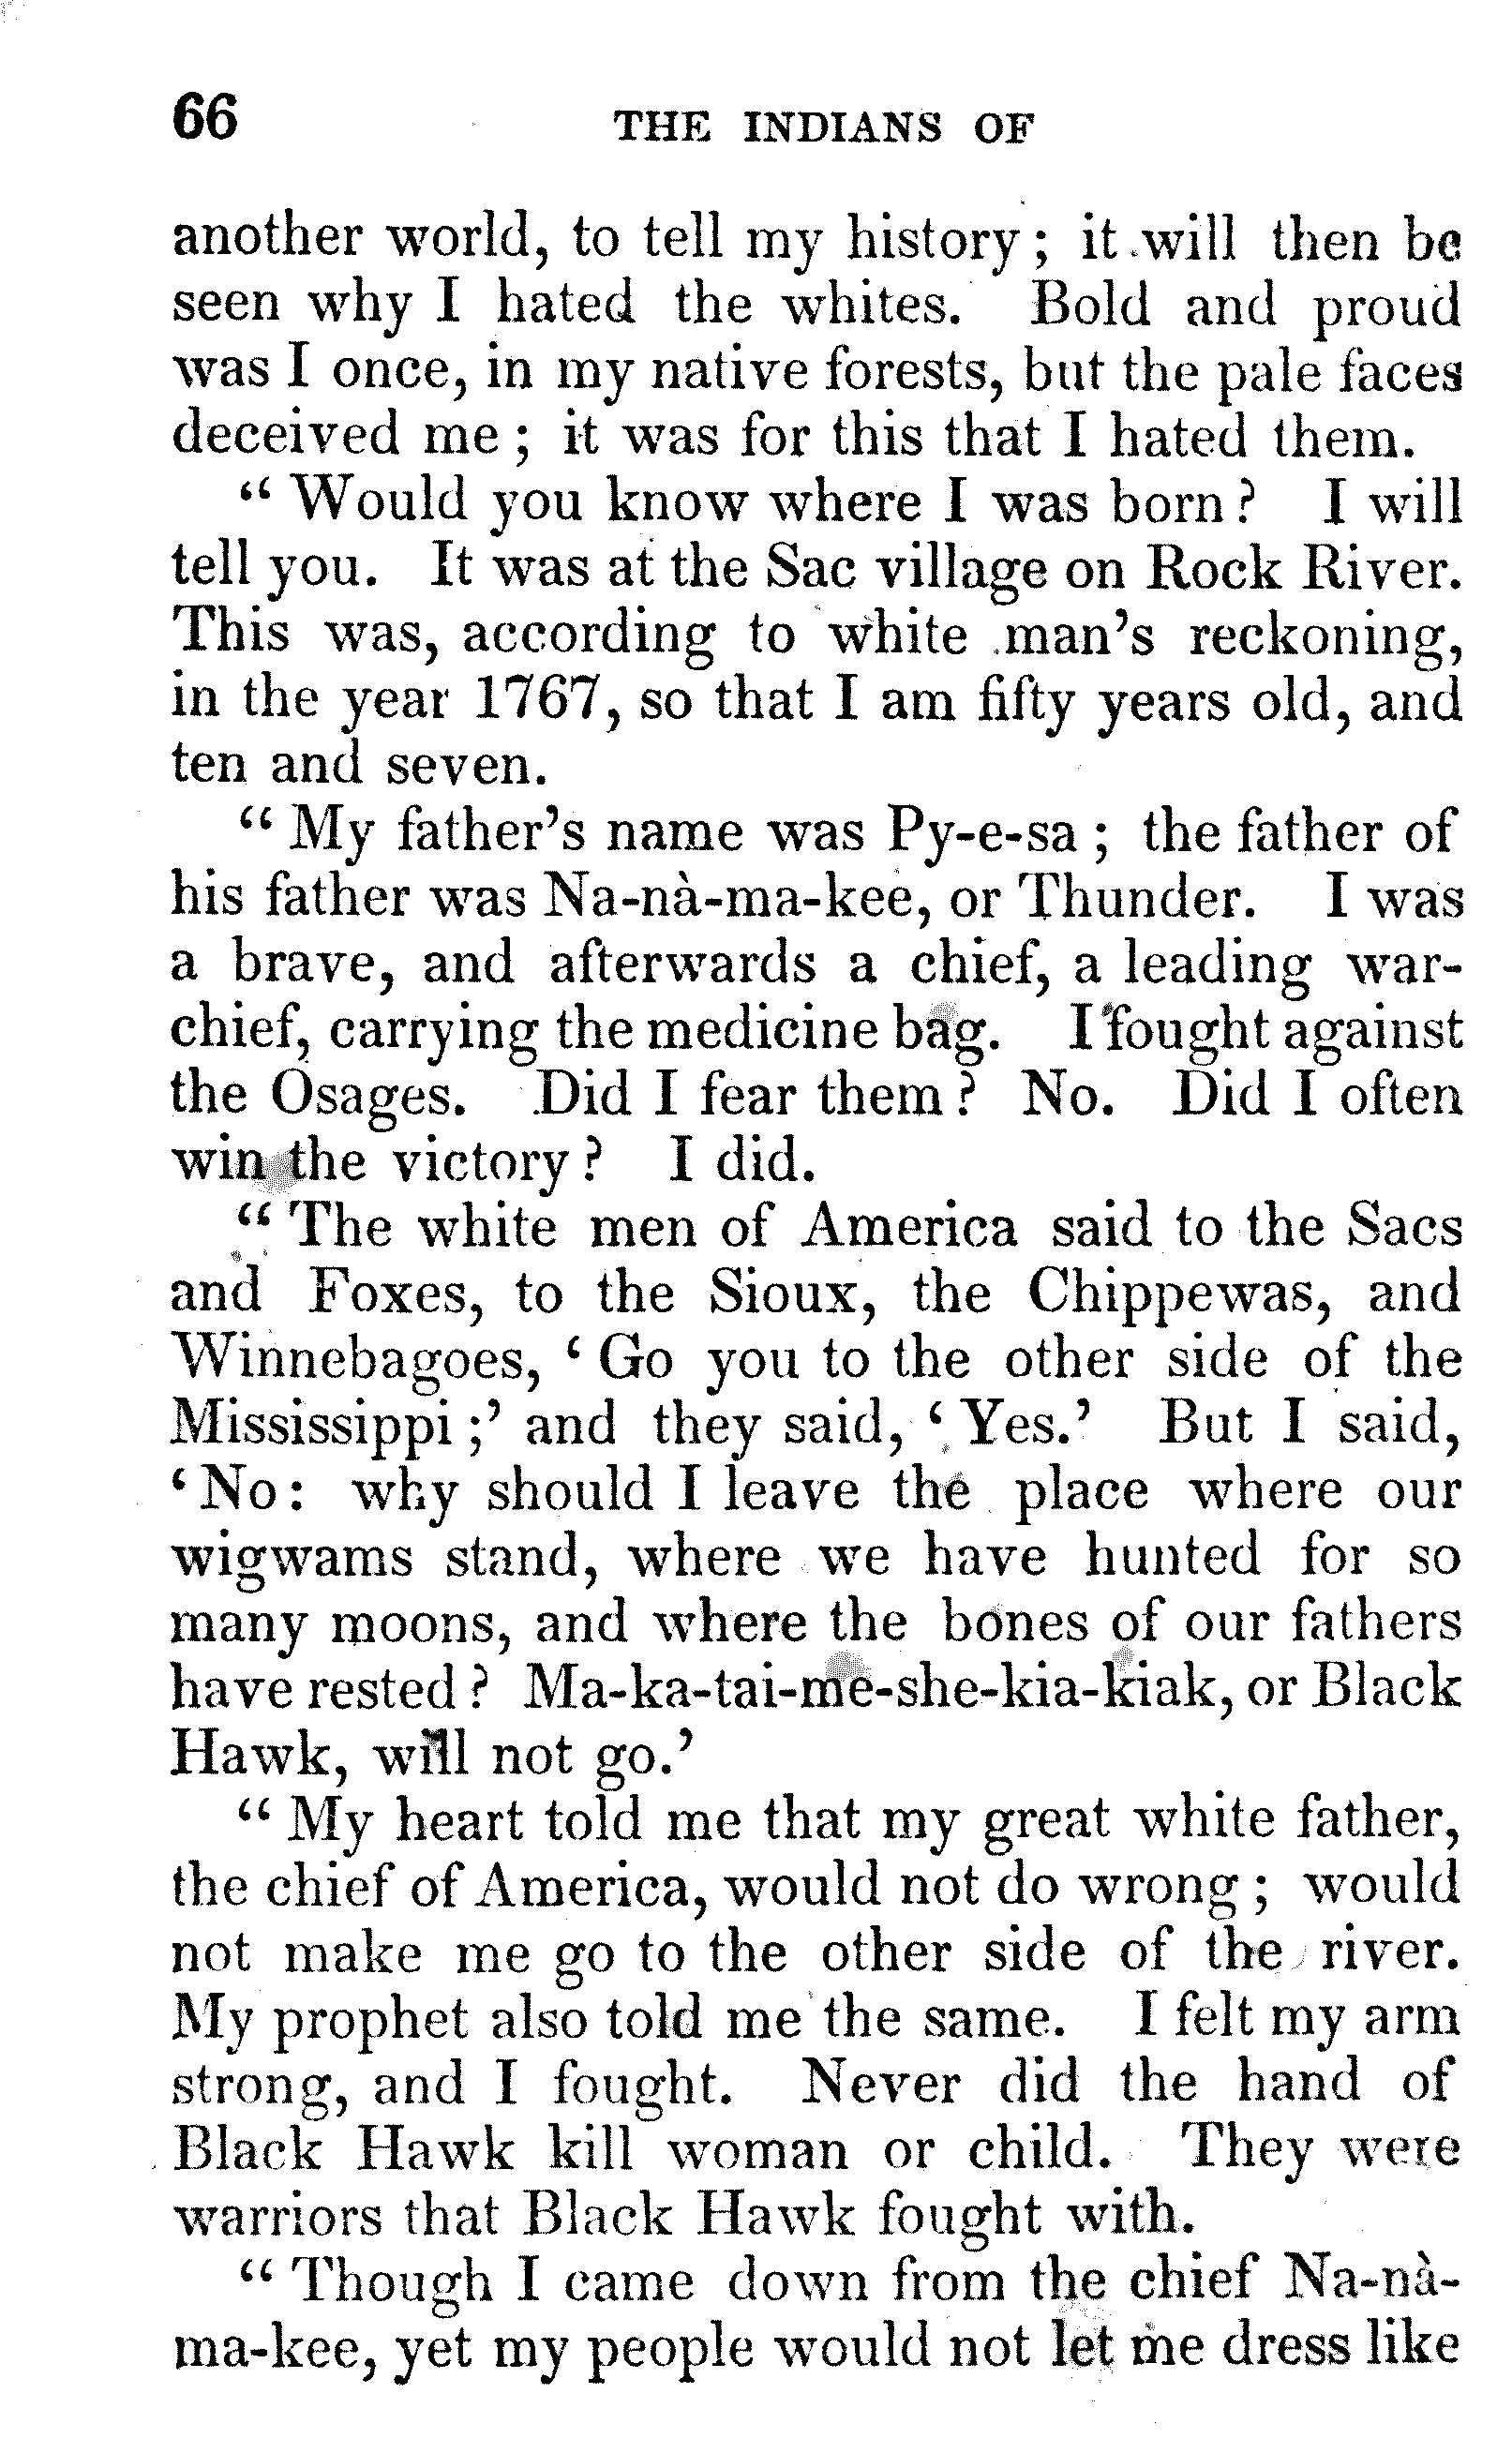 66 THE INDIANS OF
another world, to tell my history; it will then be
seen why I hated the whites. Bold and proud
was I once, in my native forests, but the pale faces
deceived me; it was for this that I hated them.
“Would you know where I was born? I will
tell you. It was at the Sac village on Rock River.
This was, according to white man’s reckoning,
in the year 1767, so that I am fifty years old, and
ten and seven.
“My father’s name was Py-e-sa; the father of
his father was Na-nà-ma-kee, or Thunder. I was
a brave, and afterwards a chief, a leading war-
chief, carrying the medicine bag. I fought against
the Osages. Did I fear them? No. Did I often
win the victory? I did.
“The white men of America said to the Sacs
and Foxes, to the Sioux, the Chippewas, and
Winnebagoes, ‘Go you to the other side of the
Mississippi;’ and they said, ‘Yes.’ But I said,
‘No: why should I leave the place where our
wigwams stand, where we have hunted for so
many moons, and where the bones of our fathers
have rested? Ma-ka-tai-me-she-kia-kiak, or Black
Hawk, will not go.’
“My heart told me that my great white father,
the chief of America, would not do wrong; would
not make me go to the other side of the river.
My prophet also told me the same. I felt my arm
strong, and I fought. Never did the hand of
Black Hawk kill woman or child. They were
warriors that Black Hawk fought with.
“Though I came down from the chief Na-nà-
ma-kee, yet my people would not let me dress like